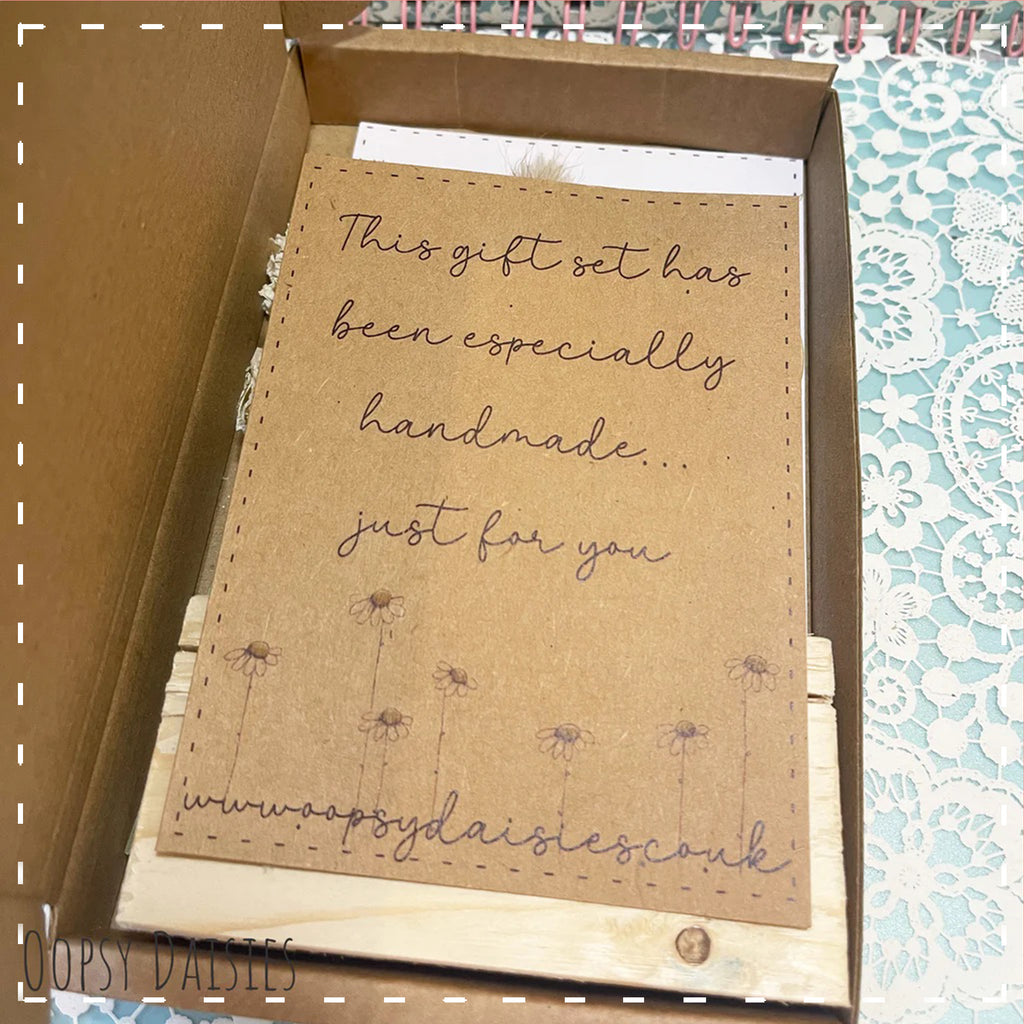 This gift set has
been especially
handmade...
just for you
www.oopsydaisies.co.uk
Oopsy Daisies